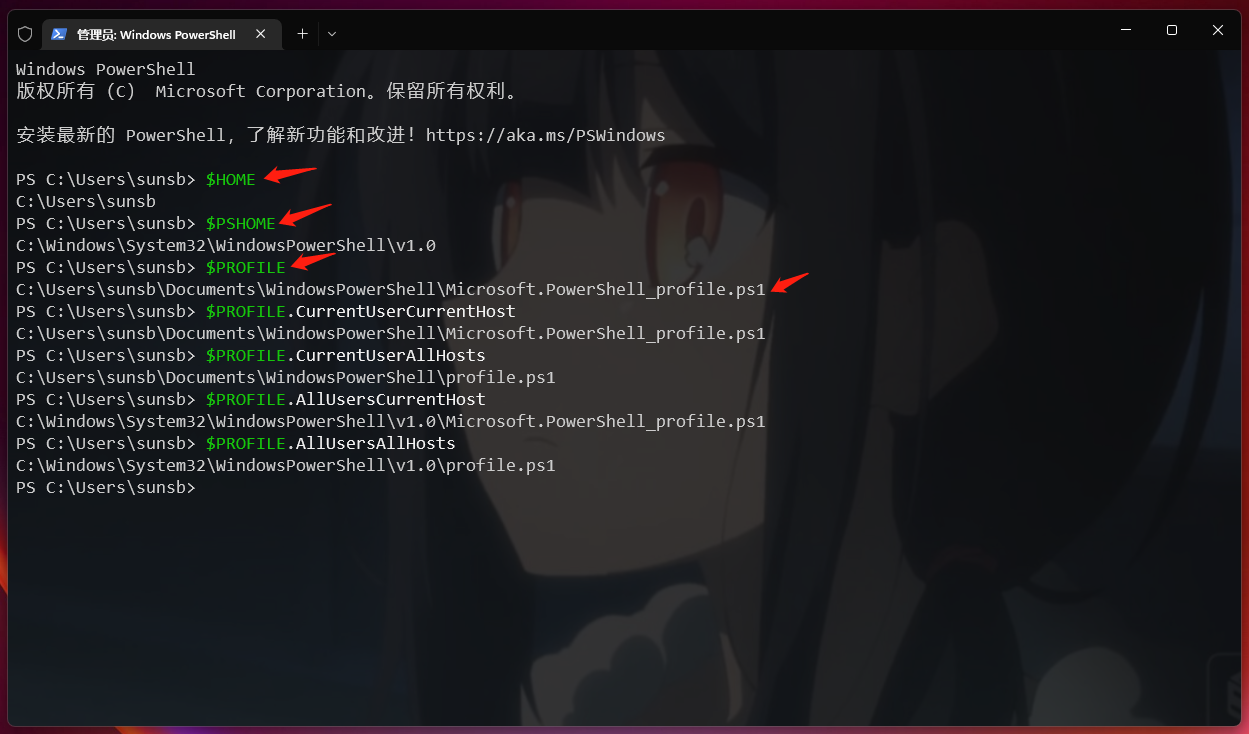 管理员: Windows PowerShell
Windows PowerShell
版权所有 (C)  Microsoft Corporation。保留所有权利。
安装最新的 PowerShell，了解新功能和改进！https://aka.ms/PSWindows
PS C:\Users\sunsb> $HOME
C:\Users\sunsb
PS C:\Users\sunsb> $PSHOME
C:\Windows\System32\WindowsPowerShell\v1.0
PS C:\Users\sunsb> $PROFILE
C:\Users\sunsb\Documents\WindowsPowerShell\Microsoft.PowerShell_profile.ps1
PS C:\Users\sunsb> $PROFILE.CurrentUserCurrentHost
C:\Users\sunsb\Documents\WindowsPowerShell\Microsoft.PowerShell_profile.ps1
PS C:\Users\sunsb> $PROFILE.CurrentUserAllHosts
C:\Users\sunsb\Documents\WindowsPowerShell\profile.ps1
PS C:\Users\sunsb> $PROFILE.AllUsersCurrentHost
C:\Windows\System32\WindowsPowerShell\v1.0\Microsoft.PowerShell_profile.ps1
PS C:\Users\sunsb> $PROFILE.AllUsersAllHosts
C:\Windows\System32\WindowsPowerShell\v1.0\profile.ps1
PS C:\Users\sunsb>